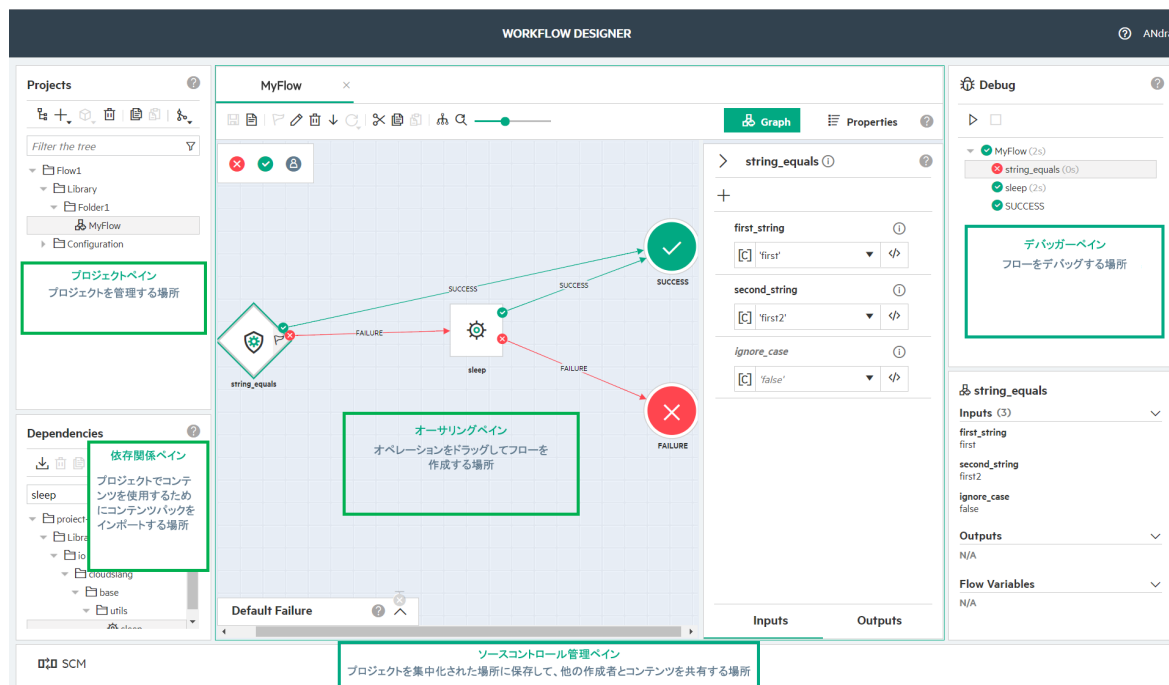 WORKFLOW DESIGNER
ANdra
Projects
Filter the tree
Flow1
Library
Folder1
MyFlow
Configuration
プロジェクトペイン
プロジェクトを管理する場所
Dependencies
sleep
依存関係ペイン
プロジェクトでコンテ
ンツを使用するため
にコンテンツパックを
インポートする場所
project-
Libra
io
cloudslang
base
utils
sleep
MyFlow
Graph
Properties
SUCCESS
SUCCESS
SUCCESS
FAILURE
string_equals
sleep
FAILURE
FAILURE
オーサリングペイン
オペレーションをドラッグしてフローを
作成する場所
Default Failure
string_equals
first_string
[C] 'first'
second_string
[C] 'first2'
ignore_case
[C] 'false'
Inputs
Outputs
Debug
MyFlow (2s)
string_equals (0s)
sleep (2s)
SUCCESS
デバッガーペイン
フローをデバッグする場所
string_equals
Inputs (3)
first_string
first
second_string
first2
ignore_case
false
Outputs
N/A
Flow Variables
N/A
SCM
ソースコントロール管理ペイン
プロジェクトを集中化された場所に保存して、他の作成者とコンテンツを共有する場所